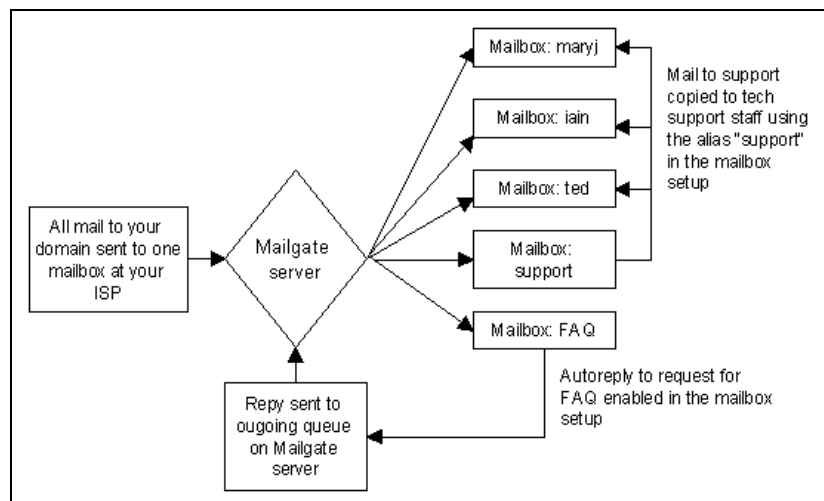 Mailbox: maryj
Mail to support
copied to tech
support staff using
the alias "support"
in the mailbox
setup
Mailbox: iain
Mailbox: ted
All mail to your
domain sent to one
mailbox at your
ISP
Mailgate
server
Mailbox:
support
Mailbox: FAQ
Autoreply to request for
FAQ enabled in the mailbox
setup
Repy sent to
ougoing queue
on Mailgate
server